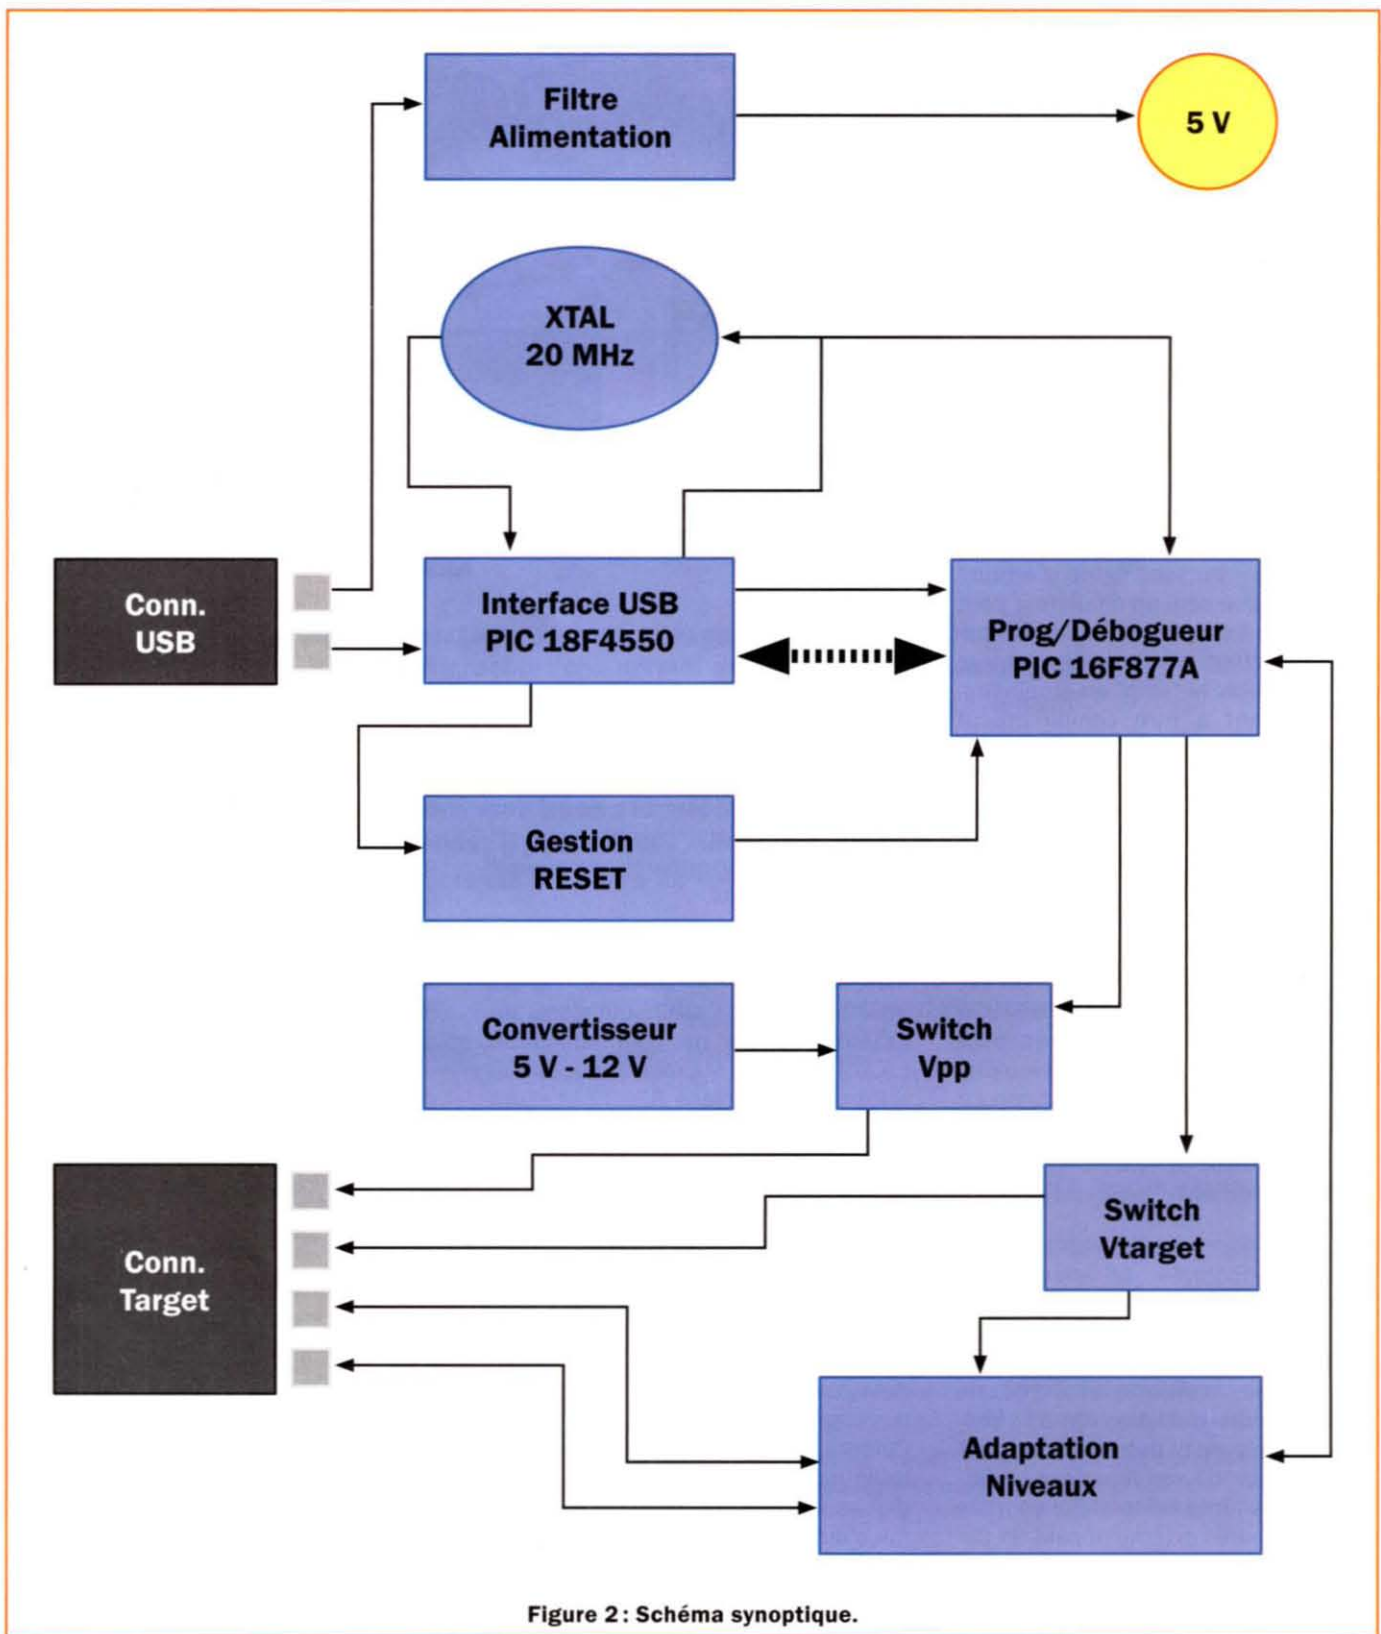 Filtre
Alimentation
5 V
XTAL
20 MHz
Conn.
USB
Interface USB
PIC 18F4550
Prog/Débogueur
PIC 16F877A
Gestion
RESET
Convertisseur
5 V - 12 V
Switch
Vpp
Conn.
Target
Switch
Vtarget
Adaptation
Niveaux
Figure 2 : Schéma synoptique.